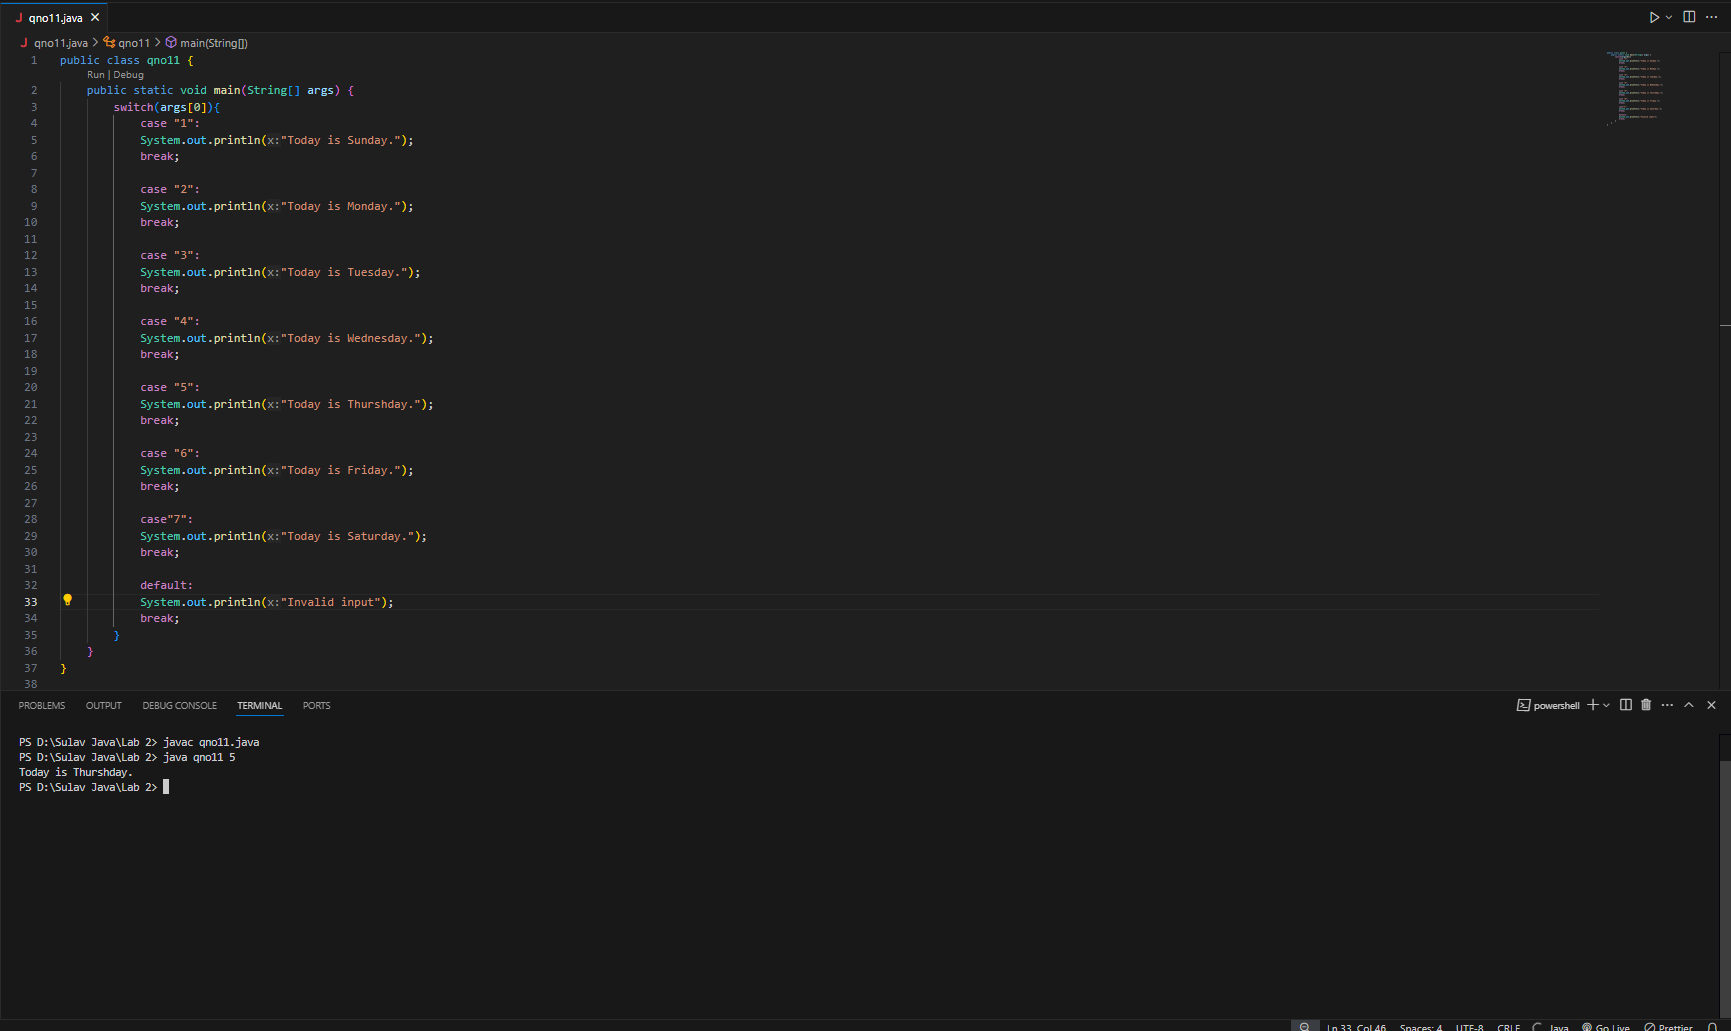 qno11.java
qno11.java > qno11 > main(String[])
1 public class qno11 {
Run | Debug
2 public static void main(String[] args) {
3 switch(args[0]){
4 case "1":
5 System.out.println(x:"Today is Sunday.");
6 break;
7
8 case "2":
9 System.out.println(x:"Today is Monday.");
10 break;
11
12 case "3":
13 System.out.println(x:"Today is Tuesday.");
14 break;
15
16 case "4":
17 System.out.println(x:"Today is Wednesday.");
18 break;
19
20 case "5":
21 System.out.println(x:"Today is Thurshday.");
22 break;
23
24 case "6":
25 System.out.println(x:"Today is Friday.");
26 break;
27
28 case"7":
29 System.out.println(x:"Today is Saturday.");
30 break;
31
32 default:
33 System.out.println(x:"Invalid input");
34 break;
35 }
36 }
37 }
38
PROBLEMS OUTPUT DEBUG CONSOLE TERMINAL PORTS powershell
PS D:\Sulav Java\Lab 2> javac qno11.java
PS D:\Sulav Java\Lab 2> java qno11 5
Today is Thurshday.
PS D:\Sulav Java\Lab 2>
Ln 33, Col 46 Spaces: 4 UTF-8 CRLF Java Go Live Prettier